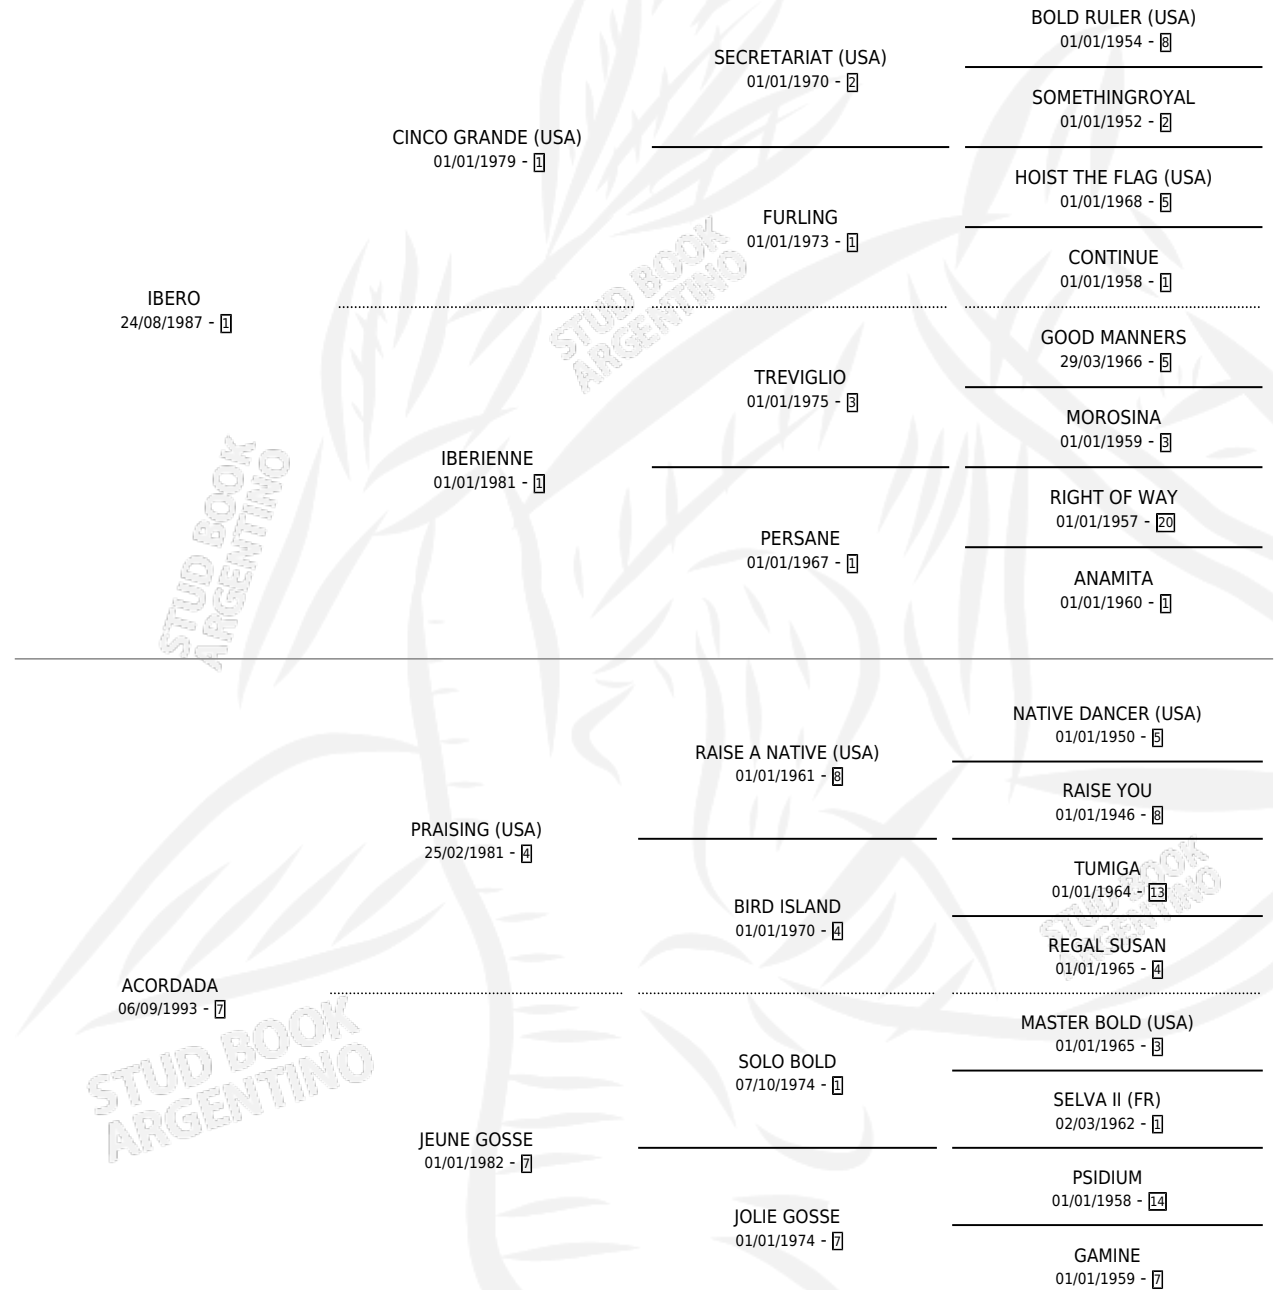 BOLD RULER (USA)
01/01/1954 - 8
SECRETARIAT (USA)
01/01/1970 - 2
SOMETHINGROYAL
01/01/1952 - 2
CINCO GRANDE (USA)
01/01/1979 - 1
HOIST THE FLAG (USA)
01/01/1968 - 5
FURLING
01/01/1973 - 1
CONTINUE
01/01/1958 - 1
IBERO
24/08/1987 - 1
GOOD MANNERS
29/03/1966 - 5
TREVIGLIO
01/01/1975 - 3
MOROSINA
01/01/1959 - 3
IBERIENNE
01/01/1981 - 1
RIGHT OF WAY
01/01/1957 - 20
PERSANE
01/01/1967 - 1
ANAMITA
01/01/1960 - 1
NATIVE DANCER (USA)
01/01/1950 - 5
RAISE A NATIVE (USA)
01/01/1961 - 8
RAISE YOU
01/01/1946 - 8
PRAISING (USA)
25/02/1981 - 4
TUMIGA
01/01/1964 - 13
BIRD ISLAND
01/01/1970 - 4
REGAL SUSAN
01/01/1965 - 4
ACORDADA
06/09/1993 - 7
MASTER BOLD (USA)
01/01/1965 - 3
SOLO BOLD
07/10/1974 - 1
SELVA II (FR)
02/03/1962 - 1
JEUNE GOSSE
01/01/1982 - 7
PSIDIUM
01/01/1958 - 14
JOLIE GOSSE
01/01/1974 - 7
GAMINE
01/01/1959 - 7
STUD BOOK
ARGENTINO
STUD BOOK
ARGENTINO
STUD BOOK
ARGENTINO
STUD BOOK
ARGENTINO